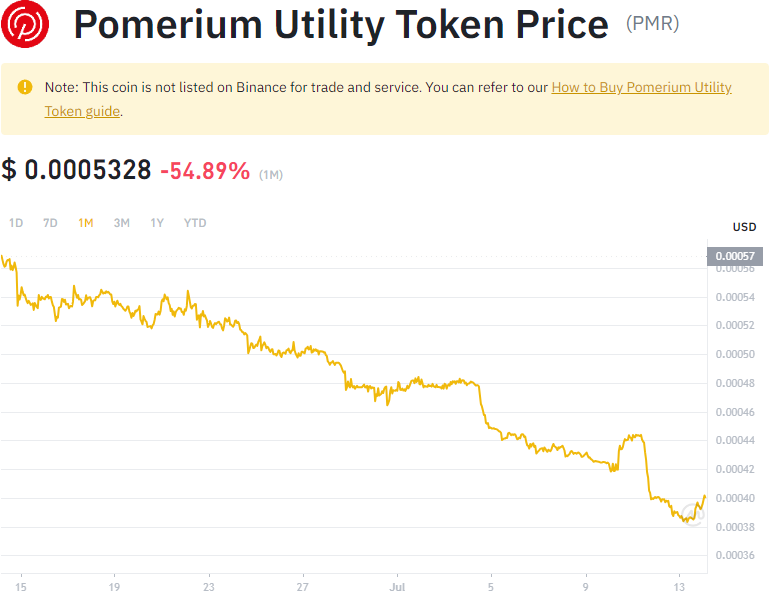 Pomerium Utility Token Price (PMR)
Note: This coin is not listed on Binance for trade and service. You can refer to our How to Buy Pomerium Utility
Token guide.
$ 0.0005328 -54.89% (1M)
1D 7D 1M 3M 1Y YTD
USD
0.00057
0.00056
0.00054
0.00052
0.00050
0.00048
0.00046
0.00044
0.00042
0.00040
0.00038
0.00036
15 19 23 27 Jul 5 9 13